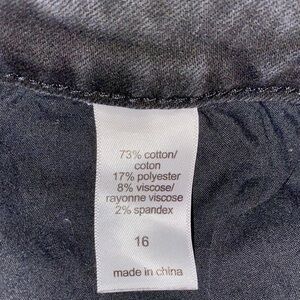 73% cotton/
coton
17% polyester
8% viscose/
rayonne viscose
2% spandex
16
made in china